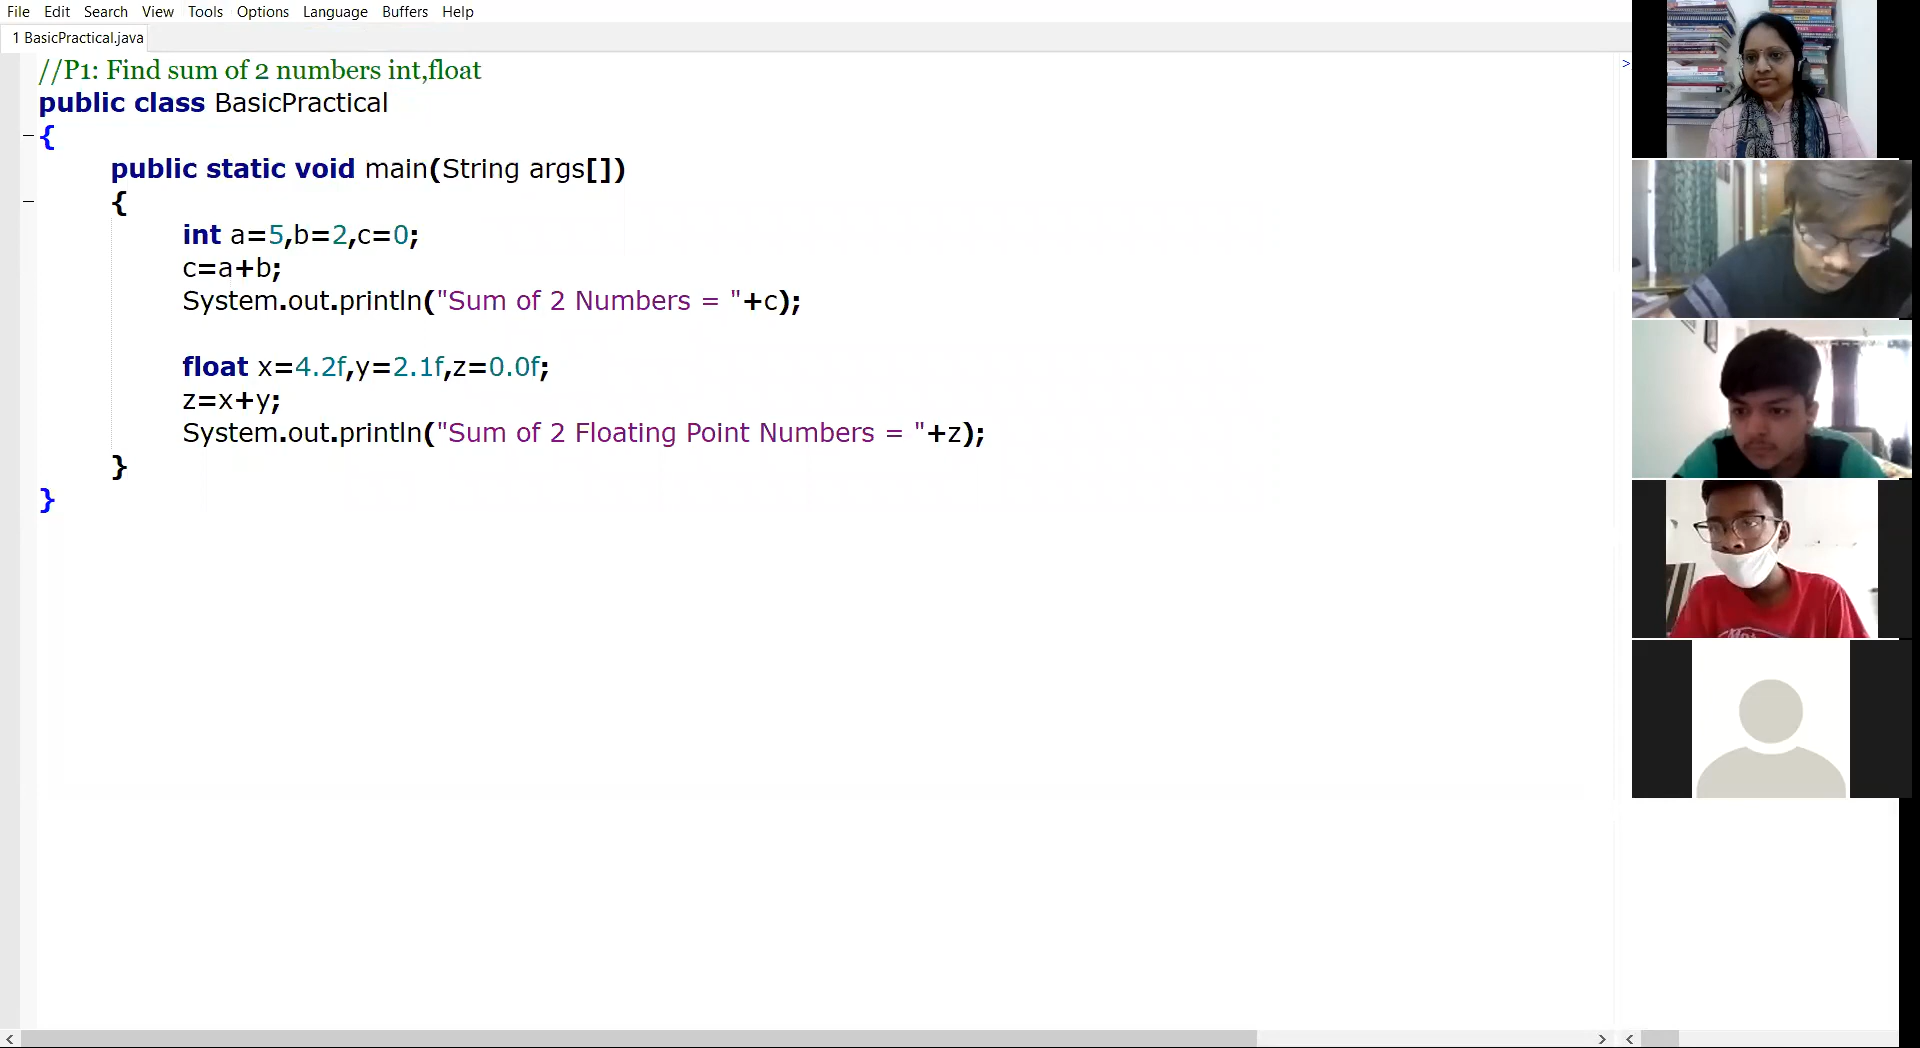 File Edit Search View Tools Options Language Buffers Help
1 BasicPractical.java
//P1: Find sum of 2 numbers int,float
public class BasicPractical
{
public static void main(String args[])
{
int a=5,b=2,c=0;
c=a+b;
System.out.println("Sum of 2 Numbers = "+c);
float x=4.2f,y=2.1f,z=0.0f;
z=x+y;
System.out.println("Sum of 2 Floating Point Numbers = "+z);
}
}